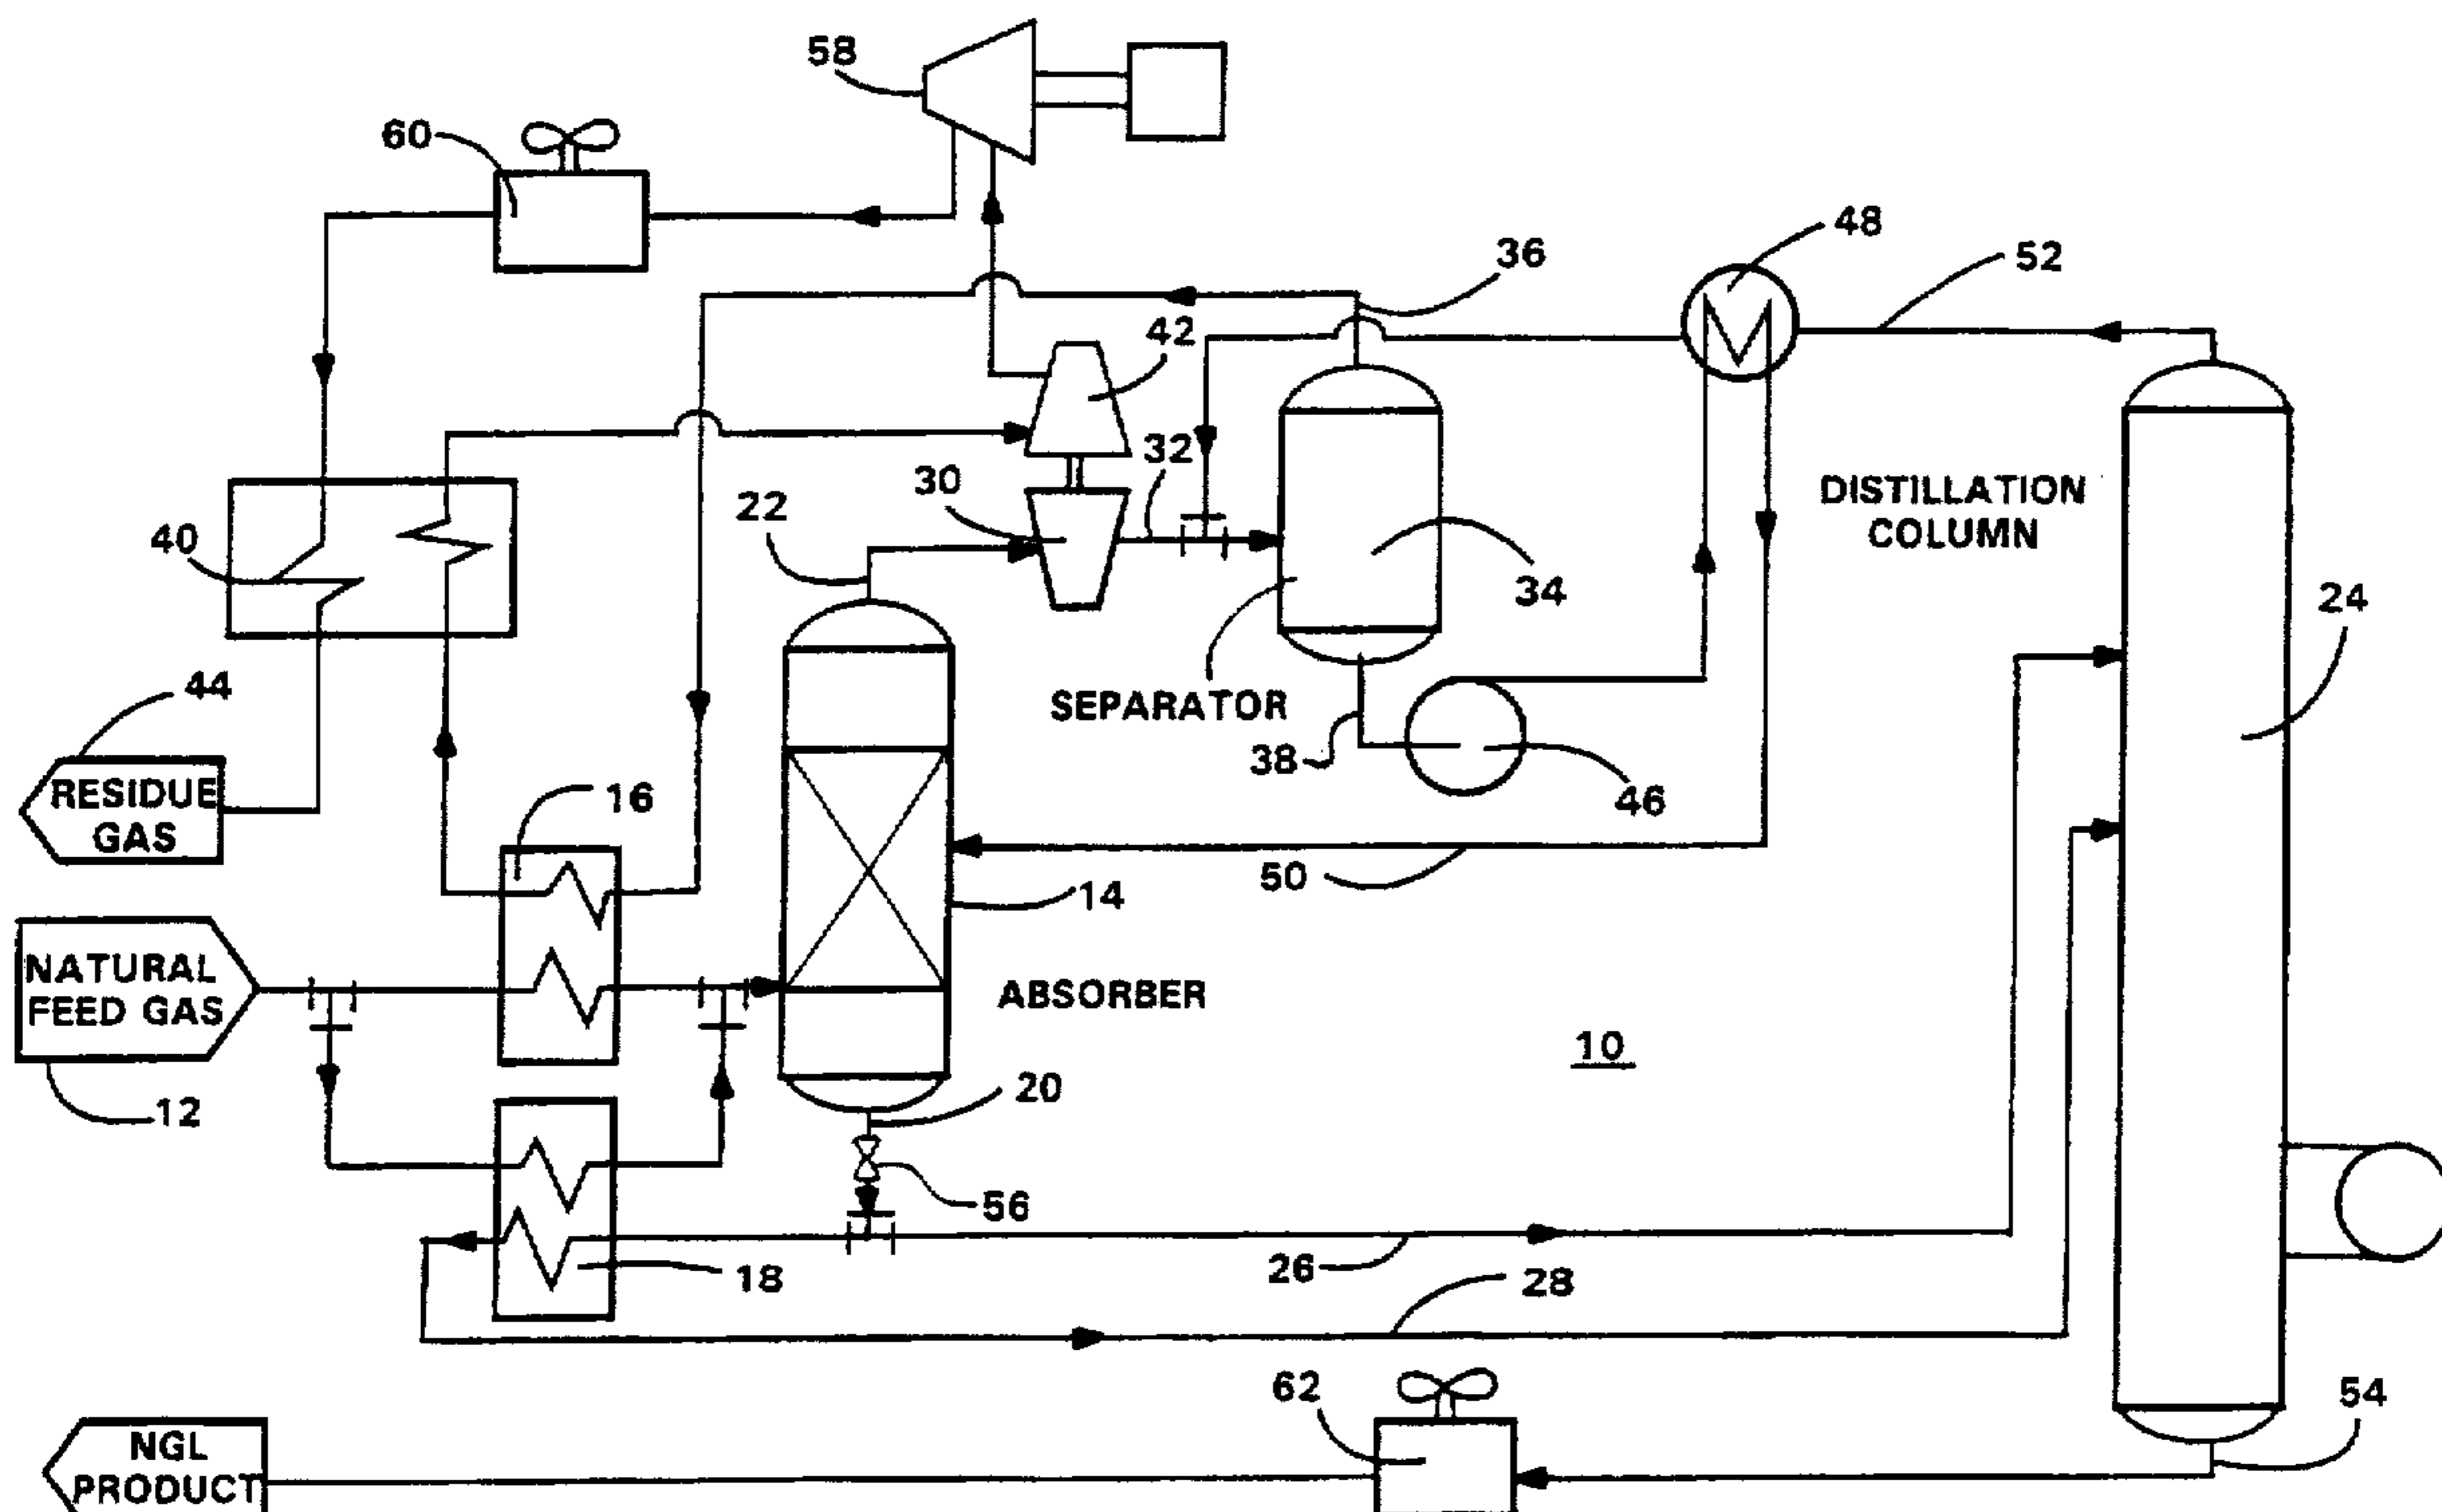 58
60
48
36
52
42
32
30
22
DISTILLATION
COLUMN
40
34
24
44
SEPARATOR
38
46
RESIDUE
GAS
16
50
14
NATURAL
FEED GAS
ABSORBER
10
12
20
56
26
18
28
62
54
NGL
PRODUCT